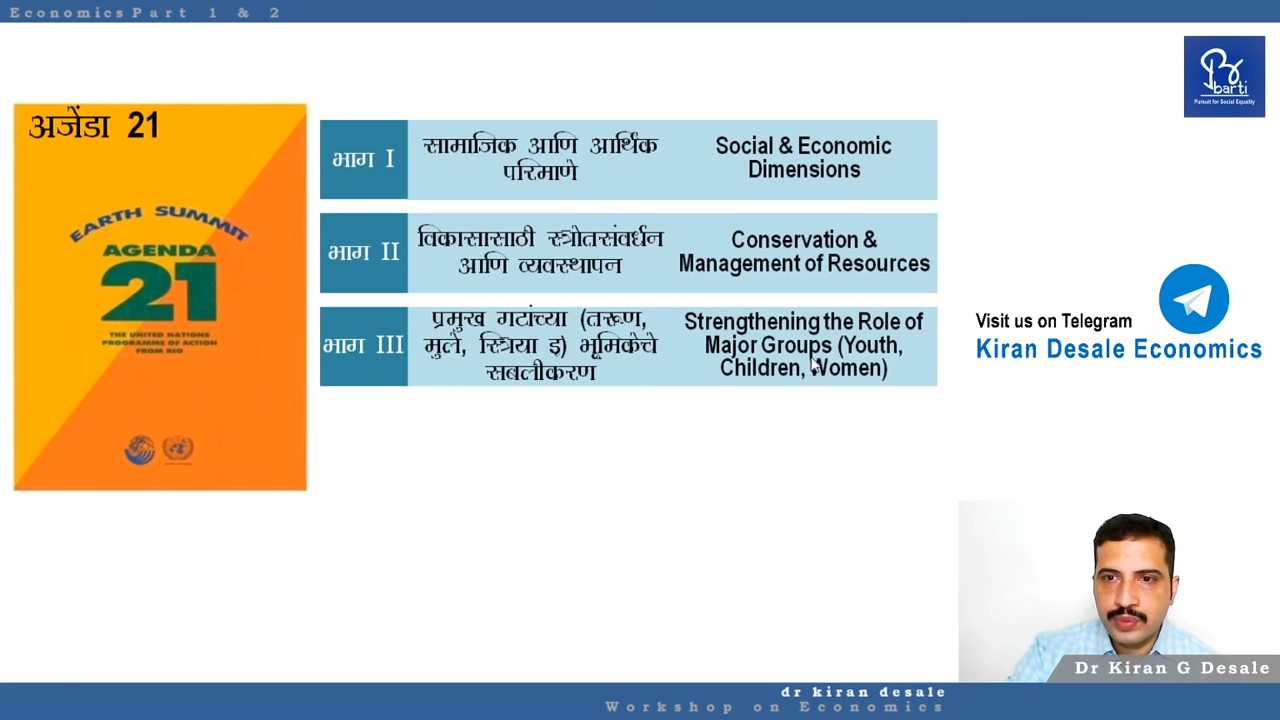 Economics Part 1 & 2
barti
Pursuit for Social Equality
अजेंडा 21
EARTH SUMMIT
AGENDA
21
THE UNITED NATIONS
PROGRAMME OF ACTION
FROM RIO
भाग I
सामाजिक आणि आर्थिक
परिमाणे
Social & Economic
Dimensions
भाग II
विकासासाठी स्त्रोतसंवर्धन
आणि व्यवस्थापन
Conservation &
Management of Resources
भाग III
प्रमुख गटांच्या (तरूण,
मुले, स्त्रिया इ) भूमिकेचे
सबलीकरण
Strengthening the Role of
Major Groups (Youth,
Children, Women)
Visit us on Telegram
Kiran Desale Economics
Dr Kiran G Desale
dr kiran desale
Workshop on Economics